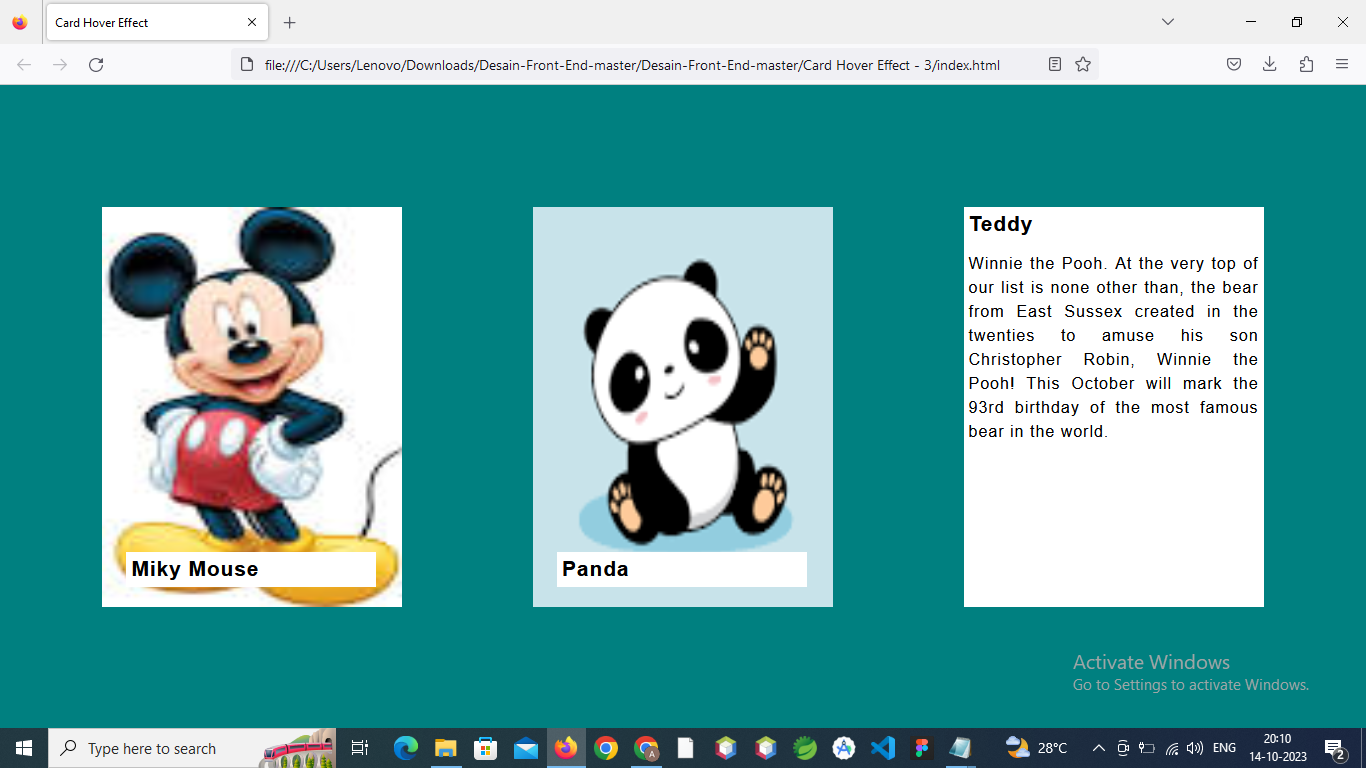 Card Hover Effect
file:///C:/Users/Lenovo/Downloads/Desain-Front-End-master/Desain-Front-End-master/Card Hover Effect - 3/index.html
Miky Mouse
Panda
Teddy
Winnie the Pooh. At the very top of
our list is none other than, the bear
from East Sussex created in the
twenties to amuse his son
Christopher Robin, Winnie the
Pooh! This October will mark the
93rd birthday of the most famous
bear in the world.
Activate Windows
Go to Settings to activate Windows.
Type here to search
A
28°C
ENG
20:10
14-10-2023
2